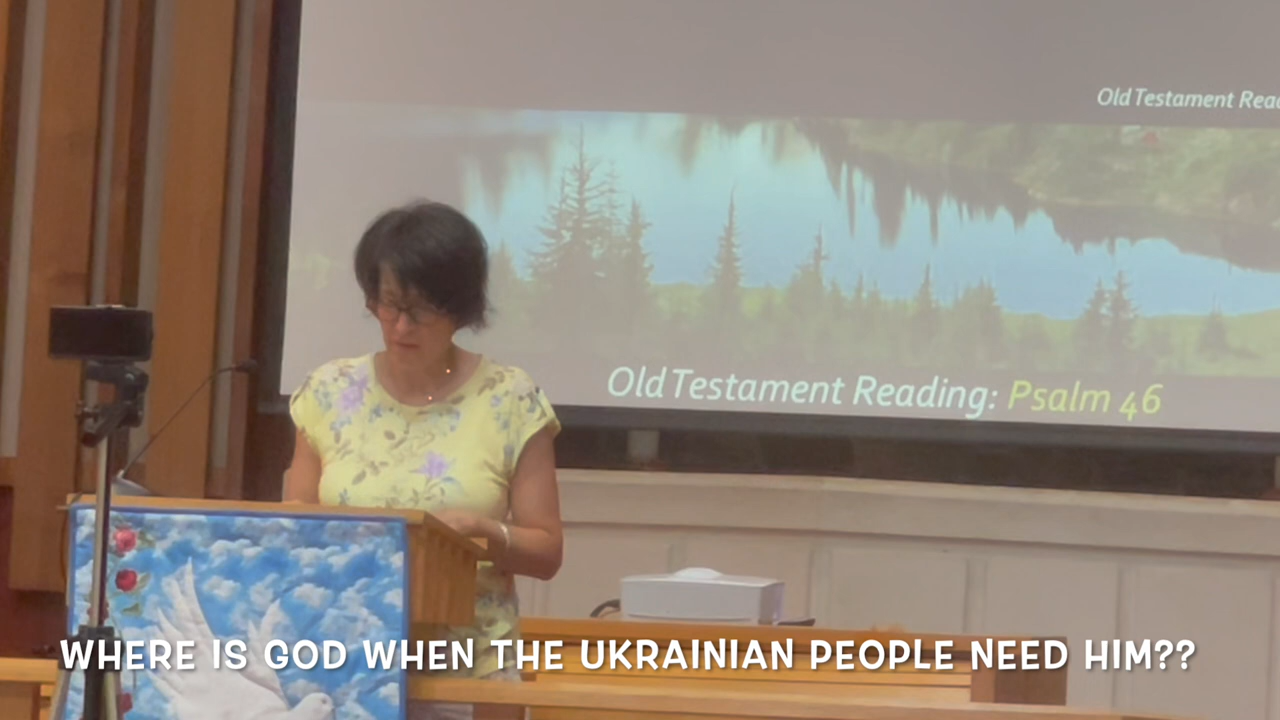 Old Testament Rea
Old Testament Reading: Psalm 46
WHERE IS GOD WHEN THE UKRAINIAN PEOPLE NEED HIM??